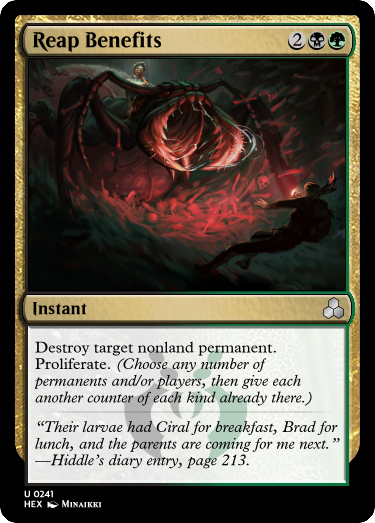 Reap Benefits 2
Instant
Destroy target nonland permanent.
Proliferate. (Choose any number of
permanents and/or players, then give each
another counter of each kind already there.)
“Their larvae had Ciral for breakfast, Brad for
lunch, and the parents are coming for me next.”
—Hiddle’s diary entry, page 213.
U 0241
HEX Minaikki